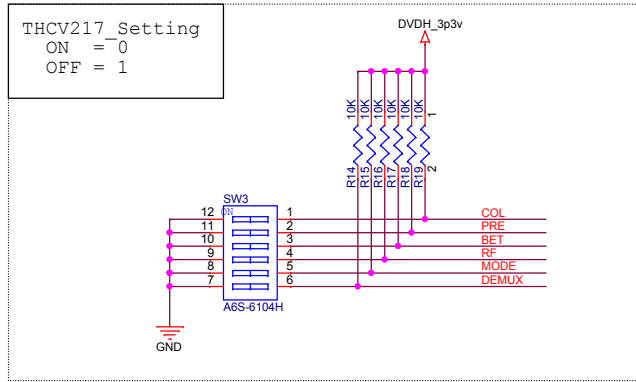 THCV217_Setting
ON = 0
OFF = 1
DVDH_3p3v
10K 10K 10K 10K 10K 10K 1
R14 R15 R16 R17 R18 R19 2
SW3
ON
12 1 COL
11 2 PRE
10 3 BET
9 4 RF
8 5 MODE
7 6 DEMUX
A6S-6104H
GND